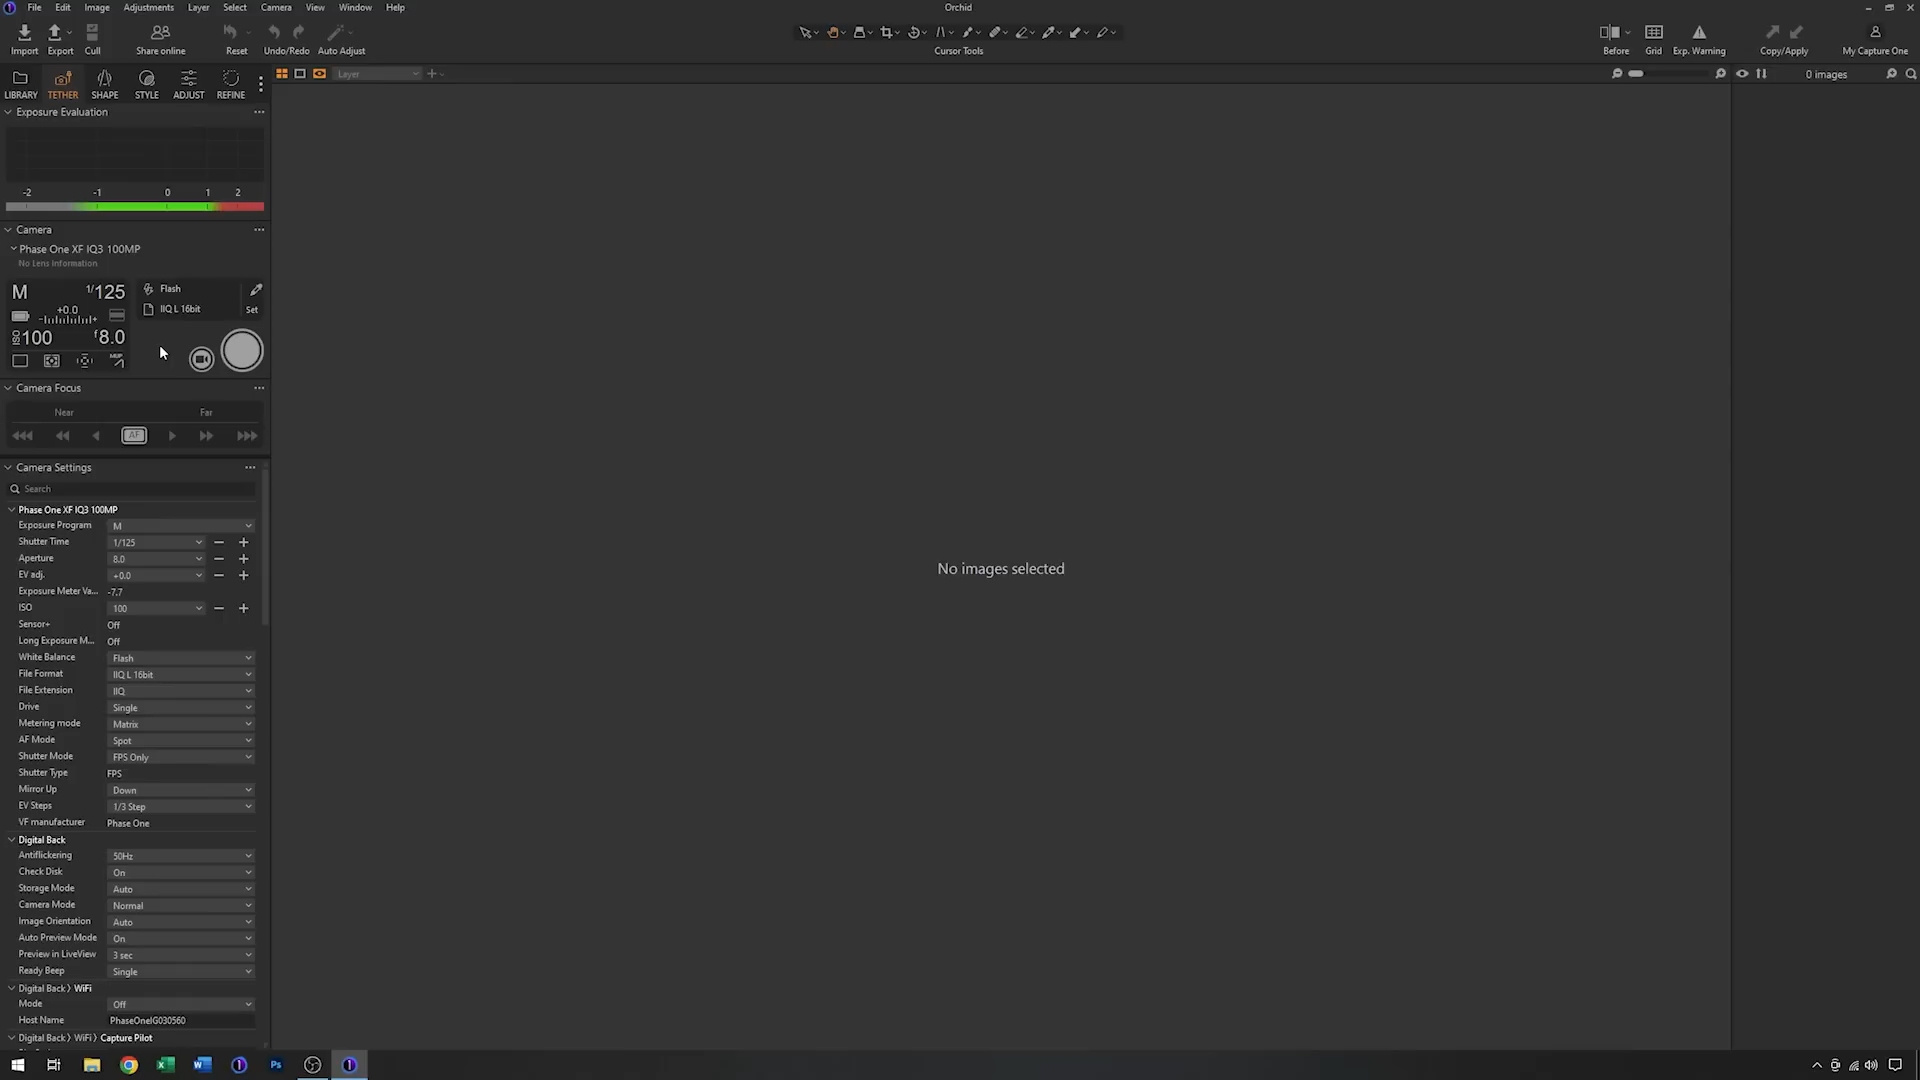 File Edit Image Adjustments Layer Select Camera View Window Help
Orchid
Import Export Cull Share online Reset Undo/Redo Auto Adjust
Cursor Tools
Before Grid Exp. Warning Copy/Apply My Capture One
LIBRARY TETHER SHAPE STYLE ADJUST REFINE
Layer
0 images
Exposure Evaluation
-2 -1 0 1 2
Camera
Phase One XF IQ3 100MP
No Lens information
M 1/125
Flash
+0.0
IIQ L 16bit
Set
ISO 100 f8.0
MUP
Camera Focus
Near Far
AF
Camera Settings
Search
Phase One XF IQ3 100MP
Exposure Program M
Shutter Time 1/125
Aperture 8.0
EV adj. +0.0
Exposure Meter Va... -7.7
ISO 100
Sensor+ Off
Long Exposure M... Off
White Balance Flash
File Format IIQ L 16bit
File Extension IIQ
Drive Single
Metering mode Matrix
AF Mode Spot
Shutter Mode FPS Only
Shutter Type FPS
Mirror Up Down
EV Steps 1/3 Step
VF manufacturer Phase One
Digital Back
Antiflickering 50Hz
Check Disk On
Storage Mode Auto
Camera Mode Normal
Image Orientation Auto
Auto Preview Mode On
Preview in LiveView 3 sec
Ready Beep Single
Digital Back > WiFi
Mode Off
Host Name PhaseOneIG030560
Digital Back > WiFi > Capture Pilot
No images selected
Ps